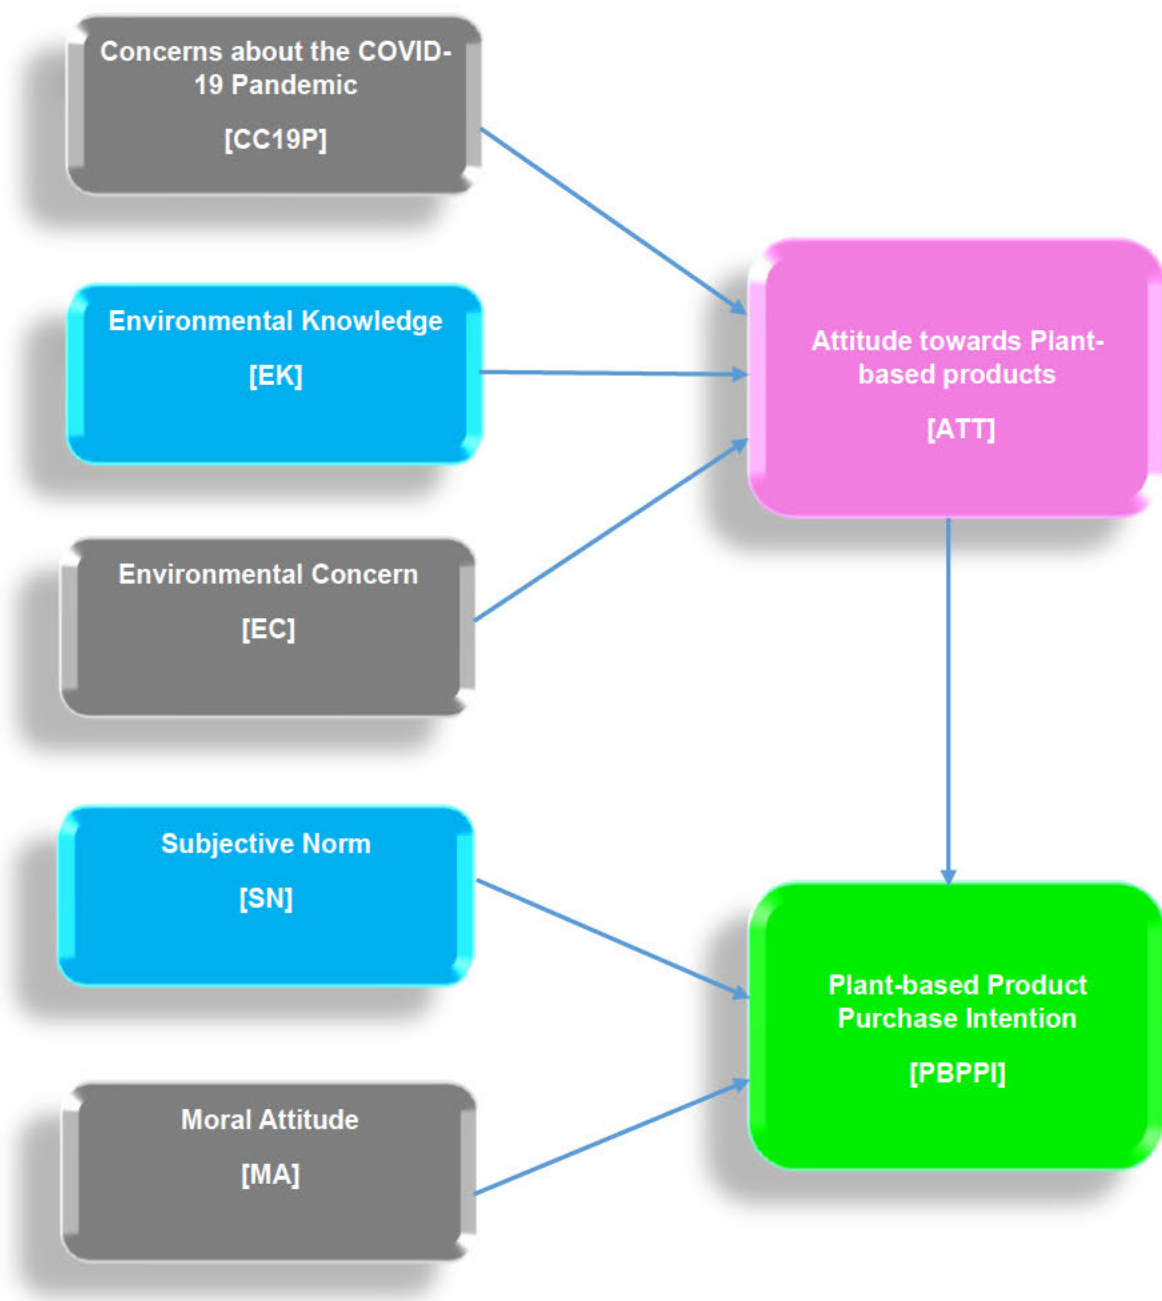 Concerns about the COVID-
19 Pandemic
[CC19P]
Environmental Knowledge
[EK]
Environmental Concern
[EC]
Subjective Norm
[SN]
Moral Attitude
[MA]
Attitude towards Plant-
based products
[ATT]
Plant-based Product
Purchase Intention
[PBPPI]